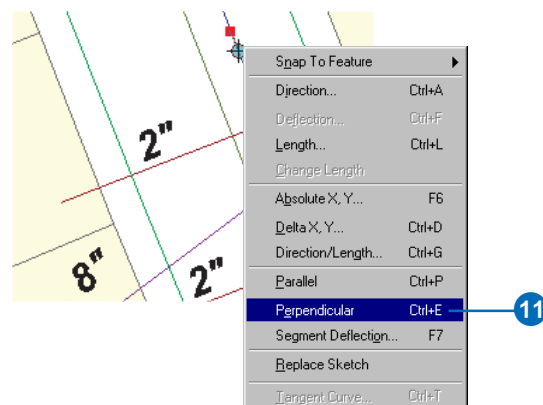 2"
8"
2"
Snap To Feature
Direction... Ctrl+A
Deflection... Ctrl+F
Length... Ctrl+L
Change Length
Absolute X, Y... F6
Delta X, Y... Ctrl+D
Direction/Length... Ctrl+G
Parallel Ctrl+P
Perpendicular Ctrl+E
11
Segment Deflection... F7
Replace Sketch
Tangent Curve... Ctrl+T